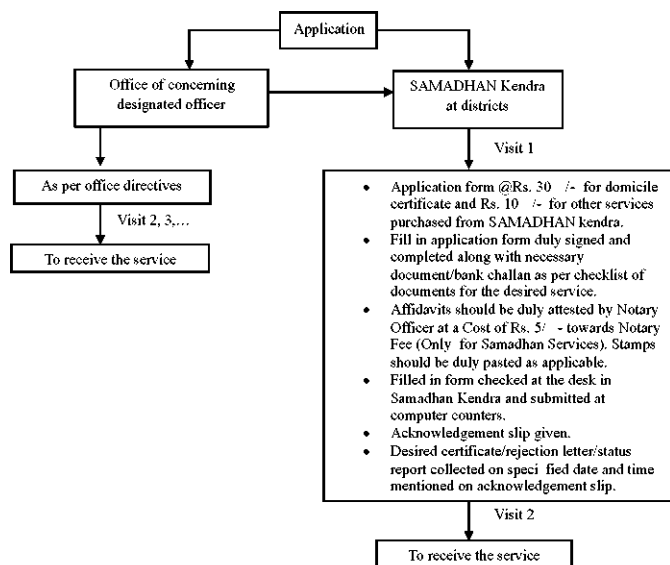 Application
Office of concerning
designated officer
SAMADHAN Kendra
at districts
Visit 1
As per office directives
Visit 2, 3,...
To receive the service
• Application form @Rs. 30 /- for domicile
certificate and Rs. 10 /- for other services
purchased from SAMADHAN kendra.
• Fill in application form duly signed and
completed along with necessary
document/bank challan as per checklist of
documents for the desired service.
• Affidavits should be duly attested by Notary
Officer at a Cost of Rs. 5/ - towards Notary
Fee (Only for Samadhan Services). Stamps
should be duly pasted as applicable.
• Filled in form checked at the desk in
Samadhan Kendra and submitted at
computer counters.
• Acknowledgement slip given.
• Desired certificate/rejection letter/status
report collected on speci fied date and time
mentioned on acknowledgement slip.
Visit 2
To receive the service